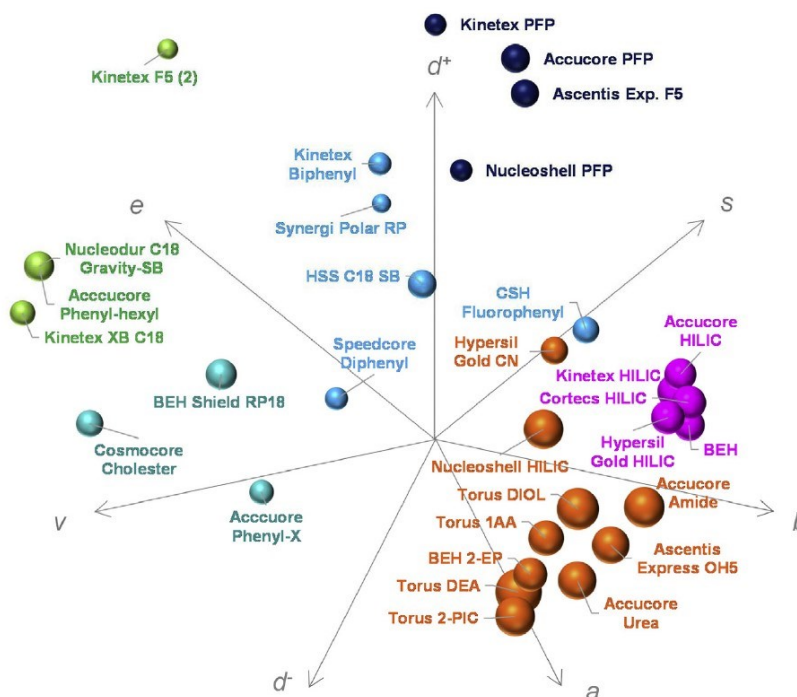 Kinetex PFP
Accucore PFP
Kinetex F5 (2)
d+
Ascentis Exp. F5
Kinetex
Biphenyl
Nucleoshell PFP
e
s
Synergi Polar RP
Nucleodur C18
Gravity-SB
HSS C18 SB
CSH
Fluorophenyl
Acccucore
Phenyl-hexyl
Kinetex XB C18
Speedcore
Diphenyl
Hypersil
Gold CN
Accucore
HILIC
Kinetex HILIC
Cortecs HILIC
BEH Shield RP18
Hypersil
Gold HILIC
BEH
Cosmocore
Cholester
Nucleoshell HILIC
Accucore
Amide
v
Acccuore
Phenyl-X
Torus DIOL
Torus 1AA
Ascentis
Express OH5
BEH 2-EP
Torus DEA
Torus 2-PIC
Accucore
Urea
d-
a